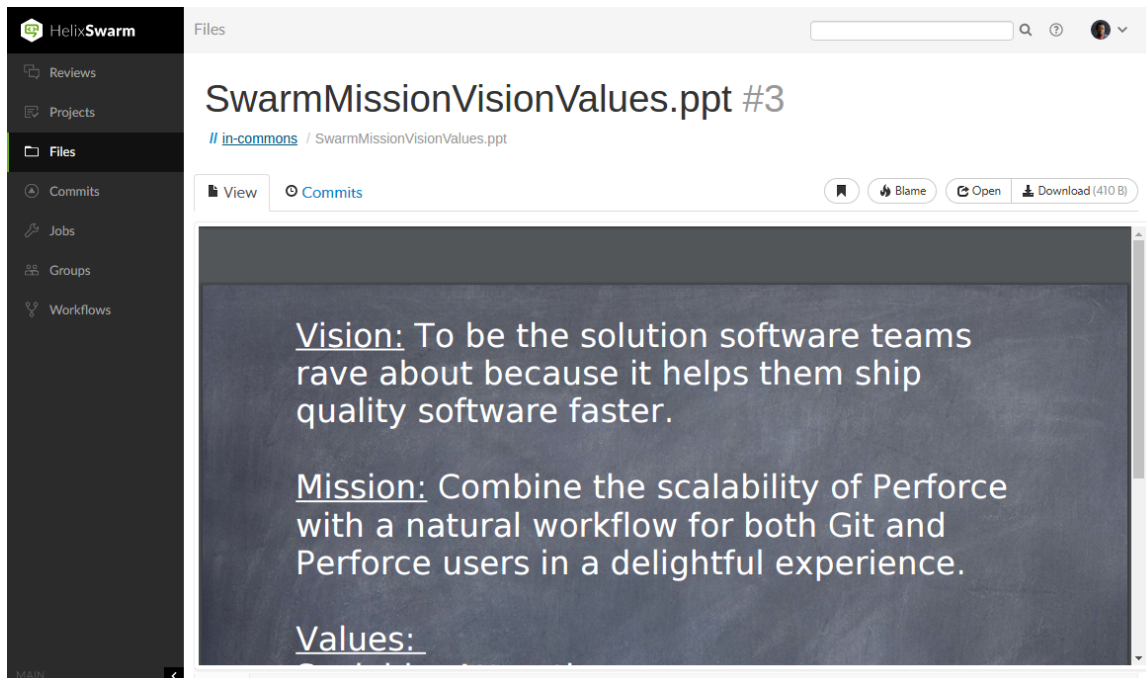 HelixSwarm
Files
Reviews
Projects
Files
Commits
Jobs
Groups
Workflows
MAIN
SwarmMissionVisionValues.ppt #3
// in-commons / SwarmMissionVisionValues.ppt
View
Commits
Blame
Open
Download (410 B)
Vision: To be the solution software teams
rave about because it helps them ship
quality software faster.
Mission: Combine the scalability of Perforce
with a natural workflow for both Git and
Perforce users in a delightful experience.
Values: